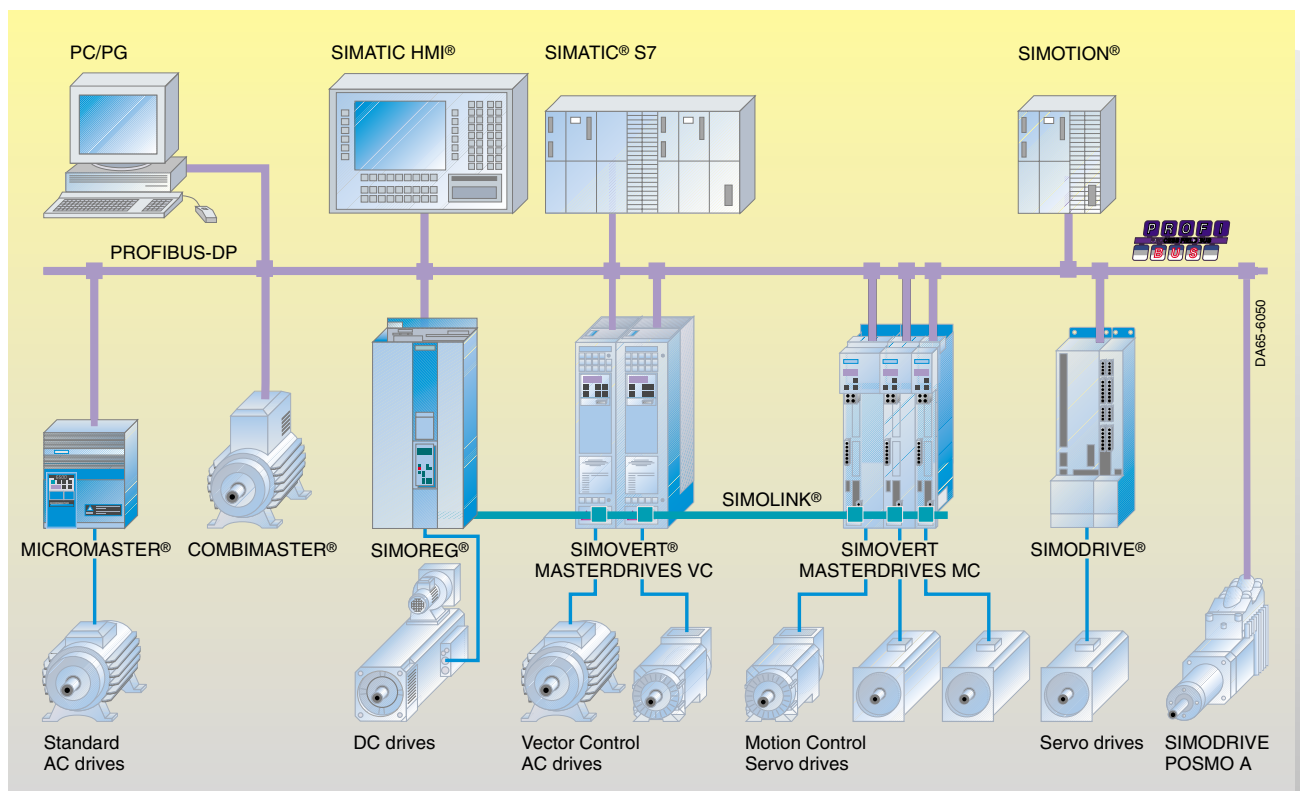 PC/PG
SIMATIC HMI®
SIMATIC® S7
SIMOTION®
PROFIBUS-DP
PROFI
BUS
DA65-6050
SIMOLINK®
MICROMASTER®
COMBIMASTER®
SIMOREG®
SIMOVERT®
MASTERDRIVES VC
SIMOVERT
MASTERDRIVES MC
SIMODRIVE®
Standard
AC drives
DC drives
Vector Control
AC drives
Motion Control
Servo drives
Servo drives
SIMODRIVE
POSMO A